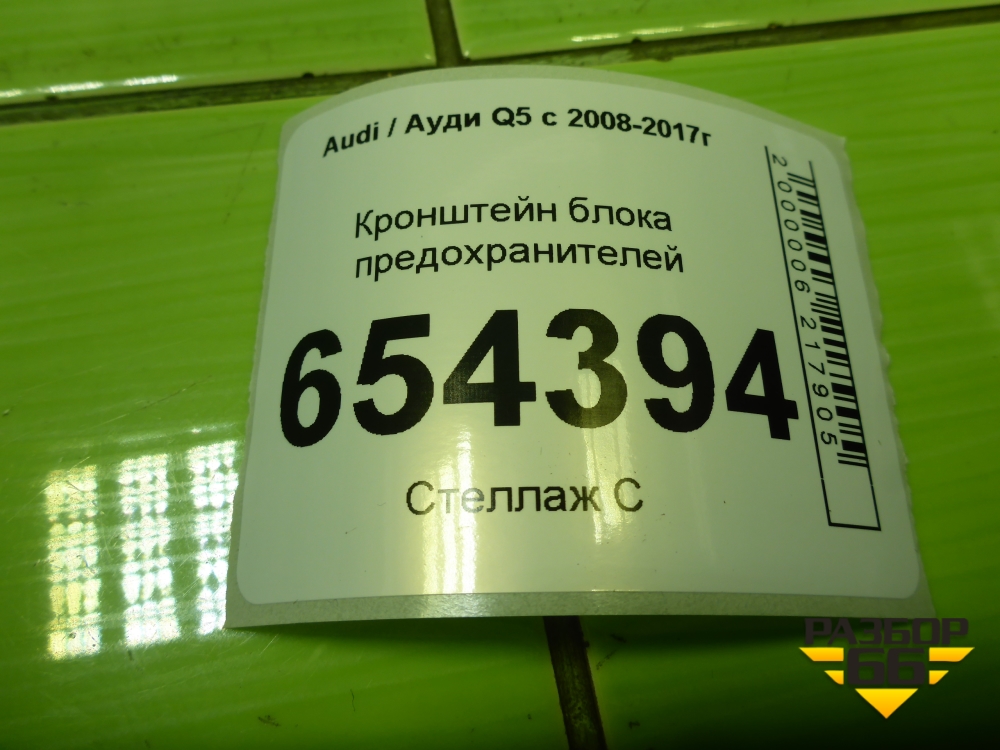 Audi / Ауди Q5 с 2008-2017г
Кронштейн блока
предохранителей
654394
Стеллаж С
2000006217905
РАЗБОР
66